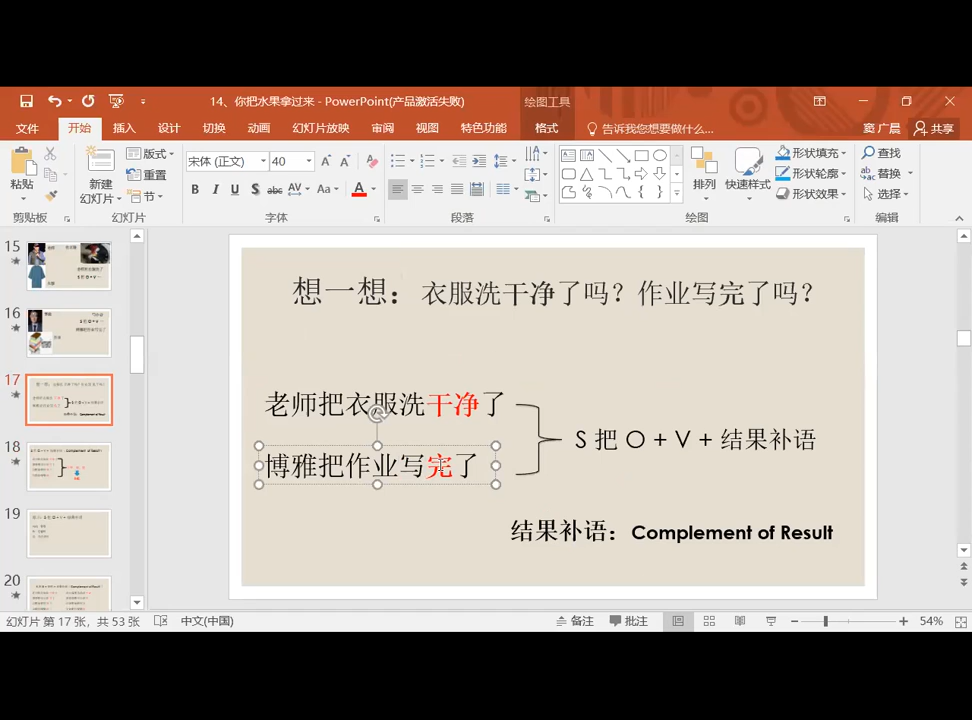 14、你把水果拿过来 - PowerPoint(产品激活失败)
绘图工具
文件 开始 插入 设计 切换 动画 幻灯片放映 审阅 视图 特色功能 格式 告诉我您想要做什么... 窦广晨 共享
粘贴
新建
幻灯片
版式
重置
节
宋体 (正文) 40
B I U S abc AV Aa A
排列 快速样式
形状填充
形状轮廓
形状效果
查找
替换
选择
剪贴板 幻灯片 字体 段落 绘图 编辑
15
16
17
18
19
20
想一想：衣服洗干净了吗？作业写完了吗？
老师把衣服洗干净了
S 把 O + V + 结果补语
博雅把作业写完了
结果补语：Complement of Result
幻灯片 第 17 张，共 53 张 中文(中国) 备注 批注 54%